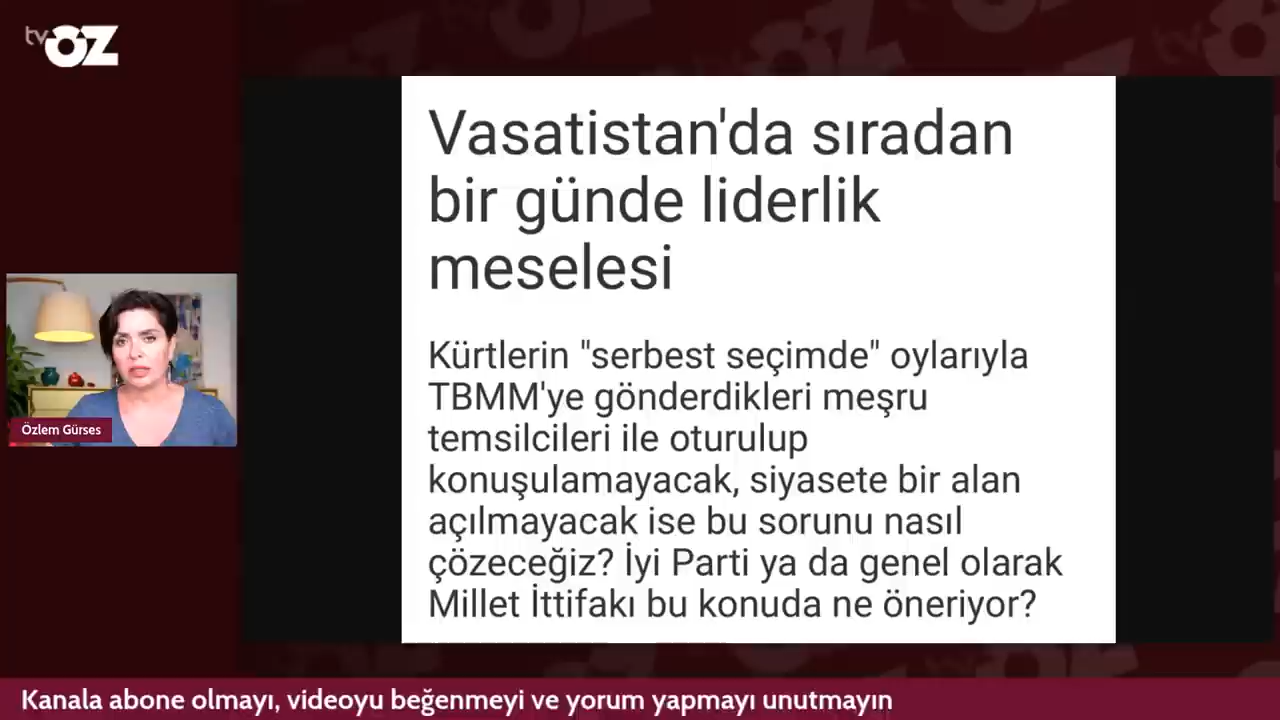 tv ÖZ
Vasatistan'da sıradan
bir günde liderlik
meselesi
Kürtlerin "serbest seçimde" oylarıyla
TBMM'ye gönderdikleri meşru
temsilcileri ile oturulup
konuşulamayacak, siyasete bir alan
açılmayacak ise bu sorunu nasıl
çözeceğiz? İyi Parti ya da genel olarak
Millet İttifakı bu konuda ne öneriyor?
Özlem Gürses
Kanala abone olmayı, videoyu beğenmeyi ve yorum yapmayı unutmayın